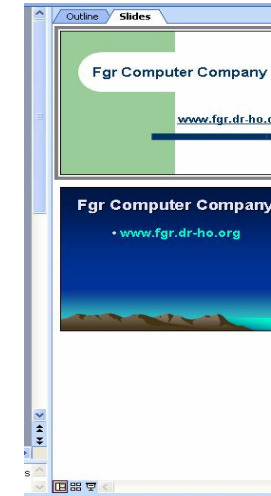 Outline Slides
Fgr Computer Company
www.fgr.dr-ho.
Fgr Computer Company
• www.fgr.dr-ho.org
s